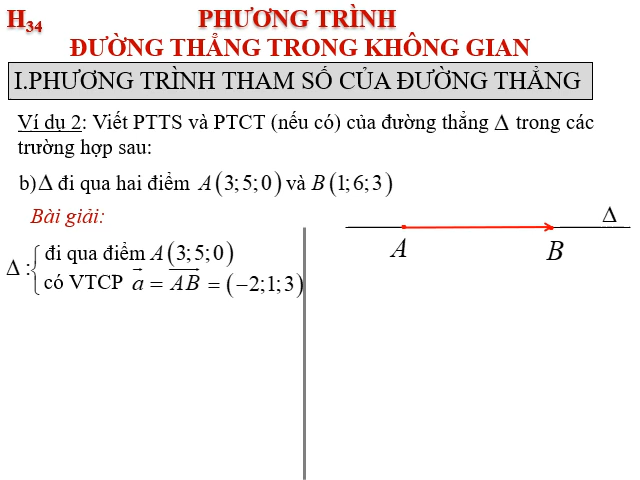 H34 PHƯƠNG TRÌNH
ĐƯỜNG THẲNG TRONG KHÔNG GIAN
I.PHƯƠNG TRÌNH THAM SỐ CỦA ĐƯỜNG THẲNG
Ví dụ 2: Viết PTTS và PTCT (nếu có) của đường thẳng Δ trong các
trường hợp sau:
b) Δ đi qua hai điểm A(3;5;0) và B(1;6;3)
Bài giải:
Δ
A B
Δ : { đi qua điểm A(3;5;0)
có VTCP a⃗ = AB⃗ = (−2;1;3)